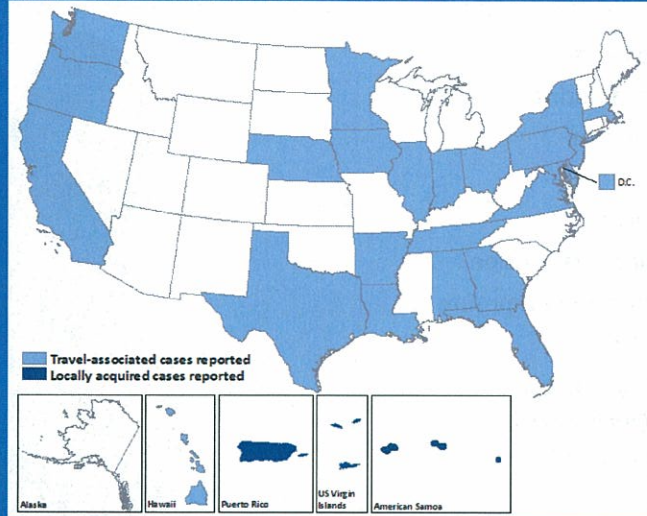 D.C.
Travel-associated cases reported
Locally acquired cases reported
Alaska
Hawaii
Puerto Rico
US Virgin
Islands
American Samoa